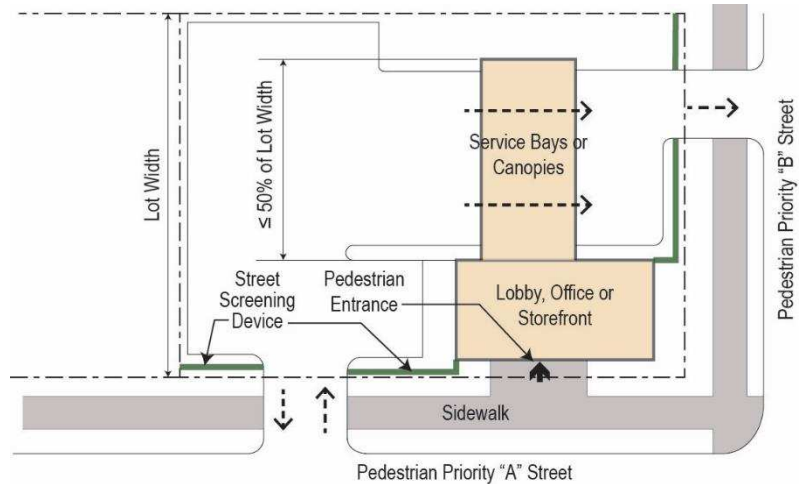 Lot Width
≤ 50% of Lot Width
Service Bays or
Canopies
Pedestrian Priority “B” Street
Street
Screening
Device
Pedestrian
Entrance
Lobby, Office or
Storefront
Sidewalk
Pedestrian Priority “A” Street